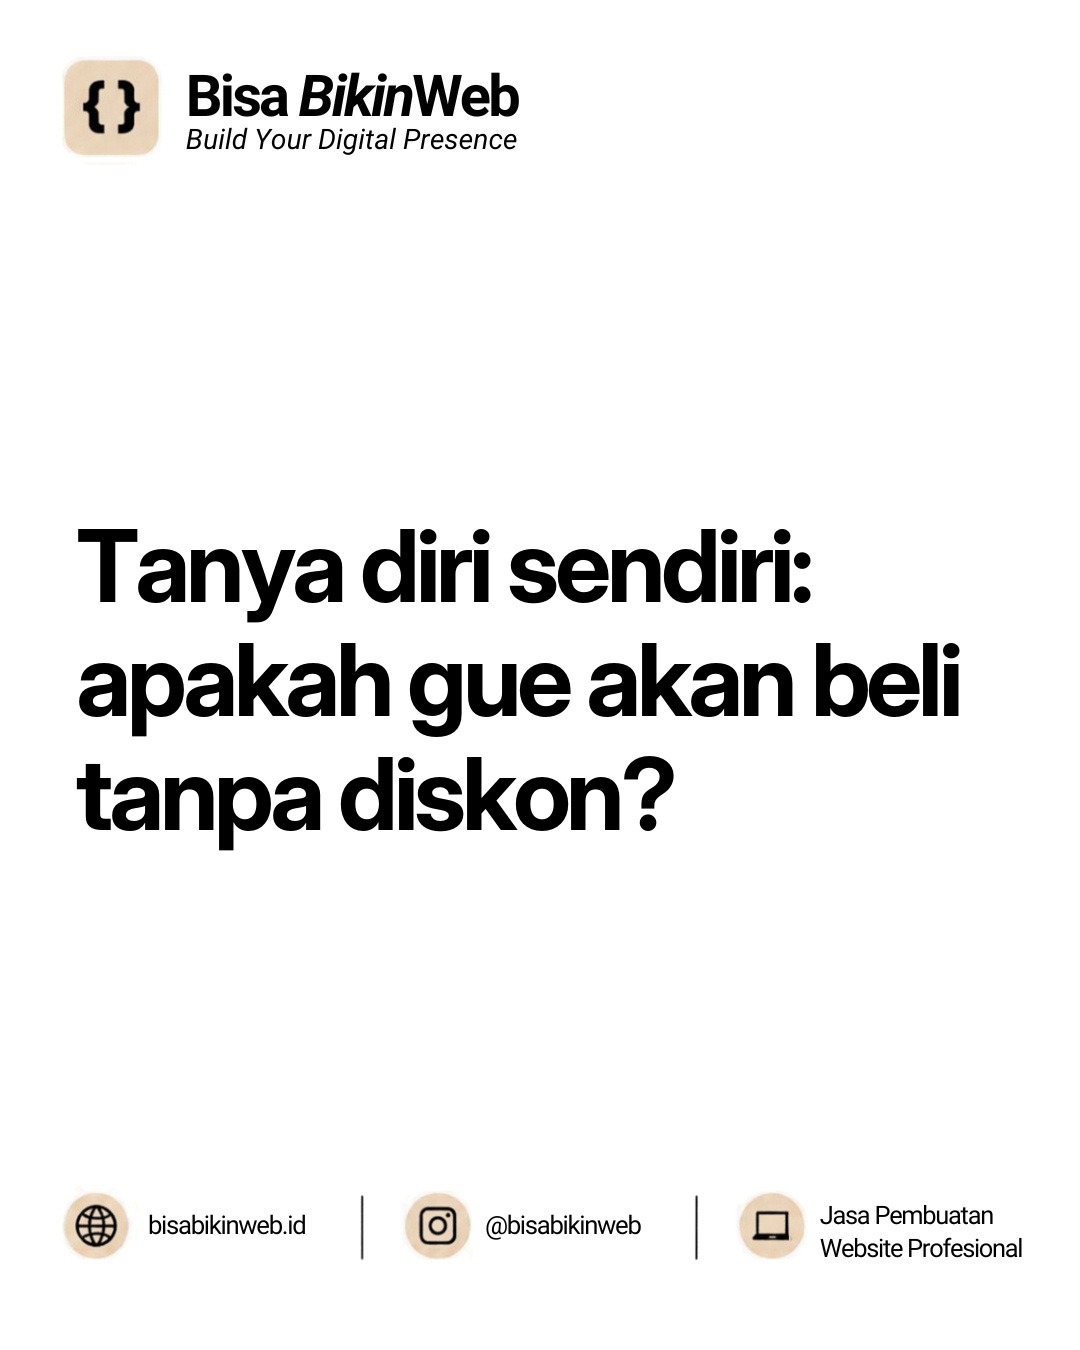 { }
Bisa BikinWeb
Build Your Digital Presence
Tanya diri sendiri:
apakah gue akan beli
tanpa diskon?
bisabikinweb.id
@bisabikinweb
Jasa Pembuatan
Website Profesional